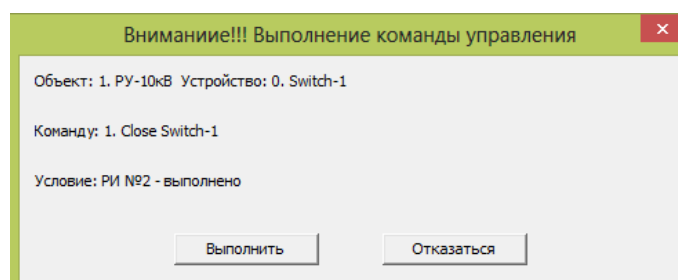 Вниманиие!!! Выполнение команды управления
Объект: 1. РУ-10кВ Устройство: 0. Switch-1
Команду: 1. Close Switch-1
Условие: РИ №2 - выполнено
Выполнить Отказаться